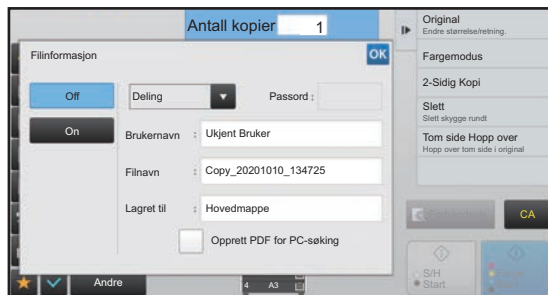 Antall kopier 1
Filinformasjon
OK
Off
On
Deling
Passord :
Brukernavn : Ukjent Bruker
Filnavn : Copy_20201010_134725
Lagret til : Hovedmappe
Opprett PDF for PC-søking
Original
Endre størrelse/retning.
Fargemodus
2-Sidig Kopi
Slett
Slett skygge rundt
Tom side Hopp over
Hopp over tom side i original
CA
S/H
Start
Start
Andre
4 A3